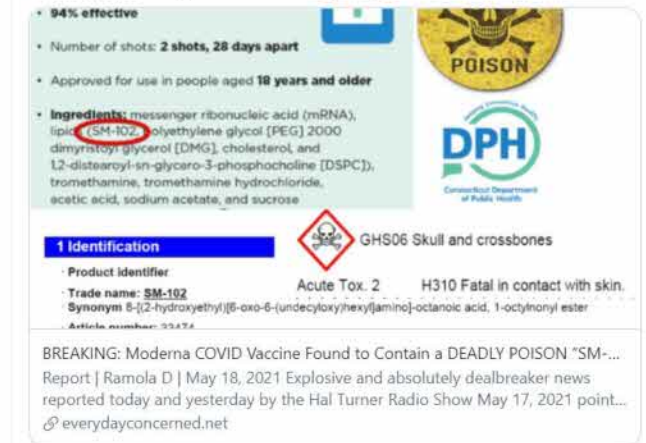 • 94% effective
• Number of shots: 2 shots, 28 days apart
• Approved for use in people aged 18 years and older
• Ingredients: messenger ribonucleic acid (mRNA),
lipids (SM-102, polyethylene glycol [PEG] 2000
dimyristoyl glycerol [DMG], cholesterol, and
1,2-distearoyl-sn-glycero-3-phosphocholine [DSPC]),
tromethamine, tromethamine hydrochloride,
acetic acid, sodium acetate, and sucrose
POISON
DPH
Connecticut Department
of Public Health
1 Identification
· Product identifier
· Trade name: SM-102
· Synonym 8-[(2-hydroxyethyl)[6-oxo-6-(undecyloxy)hexyl]amino]-octanoic acid, 1-octylnonyl ester
· Article number: 33474
GHS06 Skull and crossbones
Acute Tox. 2 H310 Fatal in contact with skin.
BREAKING: Moderna COVID Vaccine Found to Contain a DEADLY POISON "SM-...
Report | Ramola D | May 18, 2021 Explosive and absolutely dealbreaker news
reported today and yesterday by the Hal Turner Radio Show May 17, 2021 point...
everydayconcerned.net